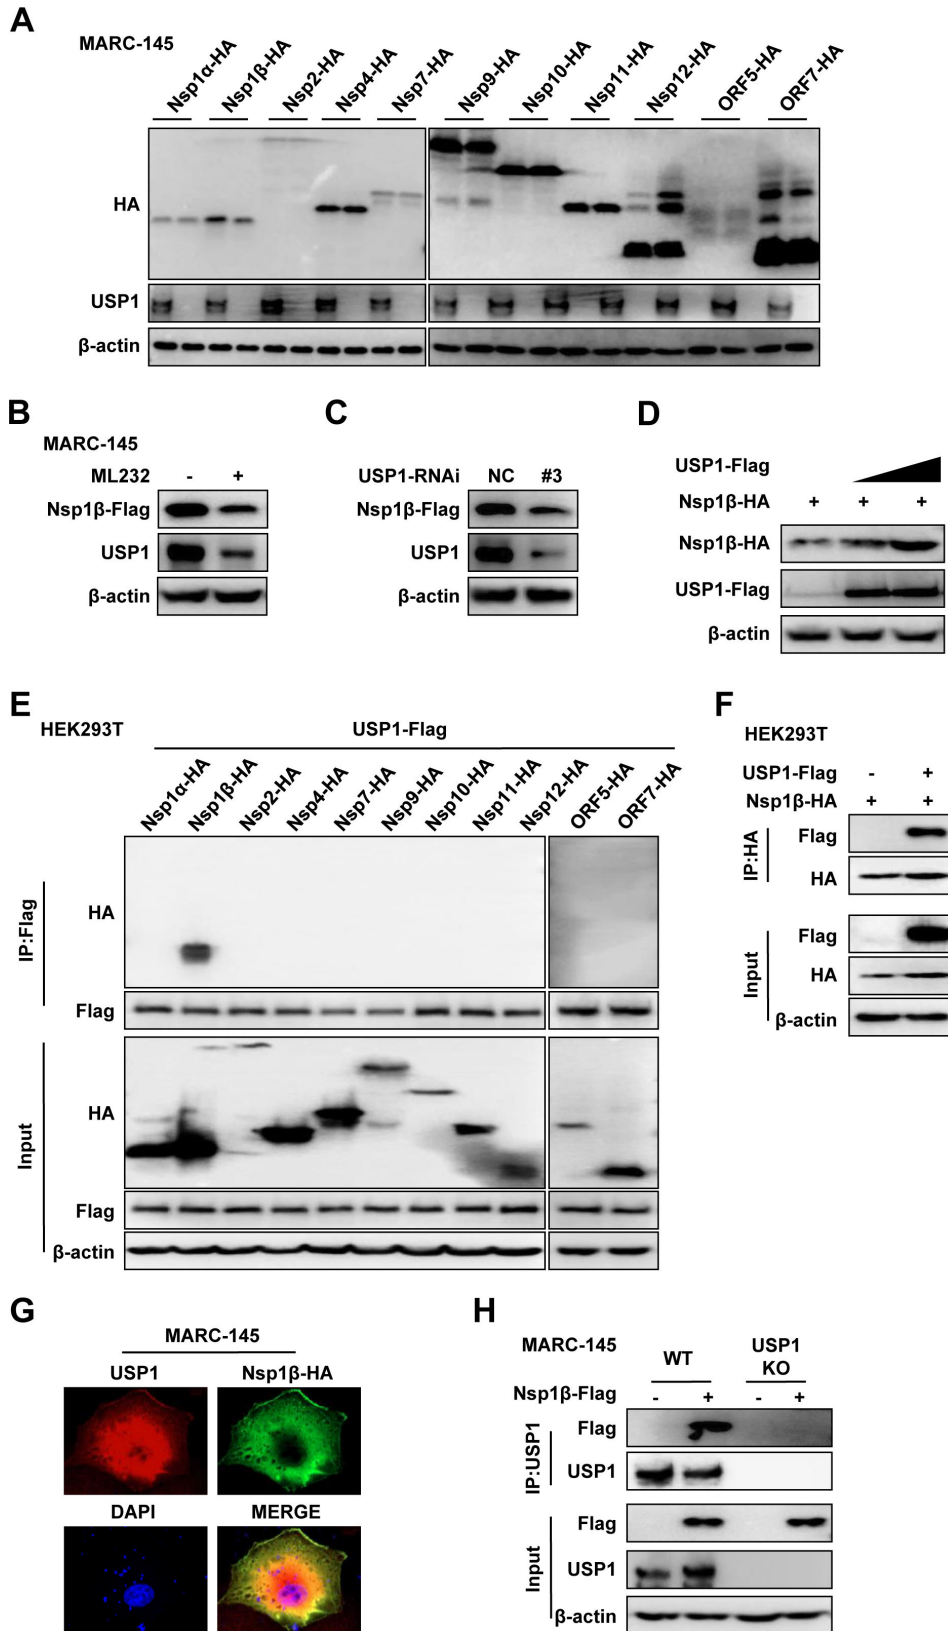 A
MARC-145
Nsp1α-HA Nsp1β-HA Nsp2-HA Nsp4-HA Nsp7-HA Nsp9-HA Nsp10-HA Nsp11-HA Nsp12-HA ORF5-HA ORF7-HA
HA
USP1
β-actin
B
MARC-145
ML232 - +
Nsp1β-Flag
USP1
β-actin
C
USP1-RNAi NC #3
Nsp1β-Flag
USP1
β-actin
D
USP1-Flag
Nsp1β-HA + + +
Nsp1β-HA
USP1-Flag
β-actin
E
HEK293T USP1-Flag
Nsp1α-HA Nsp1β-HA Nsp2-HA Nsp4-HA Nsp7-HA Nsp9-HA Nsp10-HA Nsp11-HA Nsp12-HA ORF5-HA ORF7-HA
IP:Flag
HA
Flag
Input
HA
Flag
β-actin
F
HEK293T
USP1-Flag - +
Nsp1β-HA + +
IP:HA
Flag
HA
Input
Flag
HA
β-actin
G
MARC-145
USP1 Nsp1β-HA
DAPI MERGE
H
MARC-145 WT USP1 KO
Nsp1β-Flag - + - +
IP:USP1
Flag
USP1
Input
Flag
USP1
β-actin